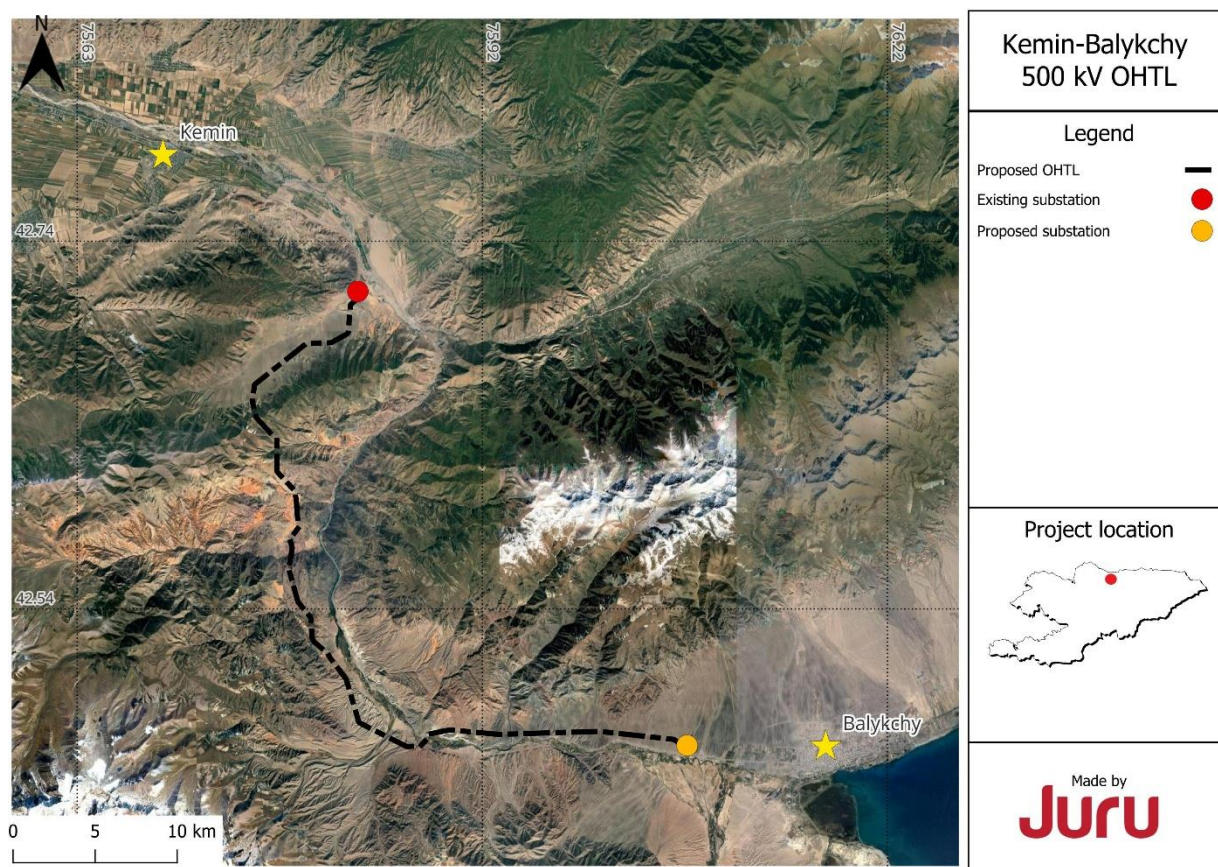 Kemin-Balykchy
500 kV OHTL
Legend
Proposed OHTL
Existing substation
Proposed substation
Project location
Made by
Juru
N
75.63
75.92
76.22
Kemin
42.74
42.54
Balykchy
0 5 10 km